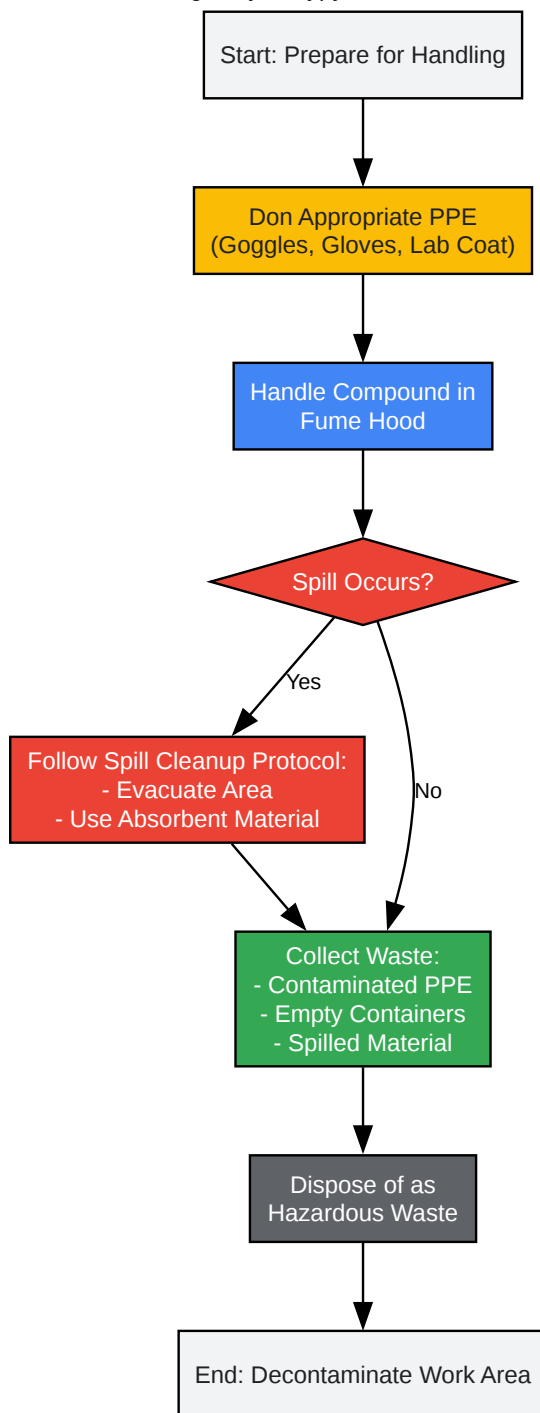 Start: Prepare for Handling
Don Appropriate PPE
(Goggles, Gloves, Lab Coat)
Handle Compound in
Fume Hood
Spill Occurs?
Yes
Follow Spill Cleanup Protocol:
- Evacuate Area
- Use Absorbent Material
No
Collect Waste:
- Contaminated PPE
- Empty Containers
- Spilled Material
Dispose of as
Hazardous Waste
End: Decontaminate Work Area